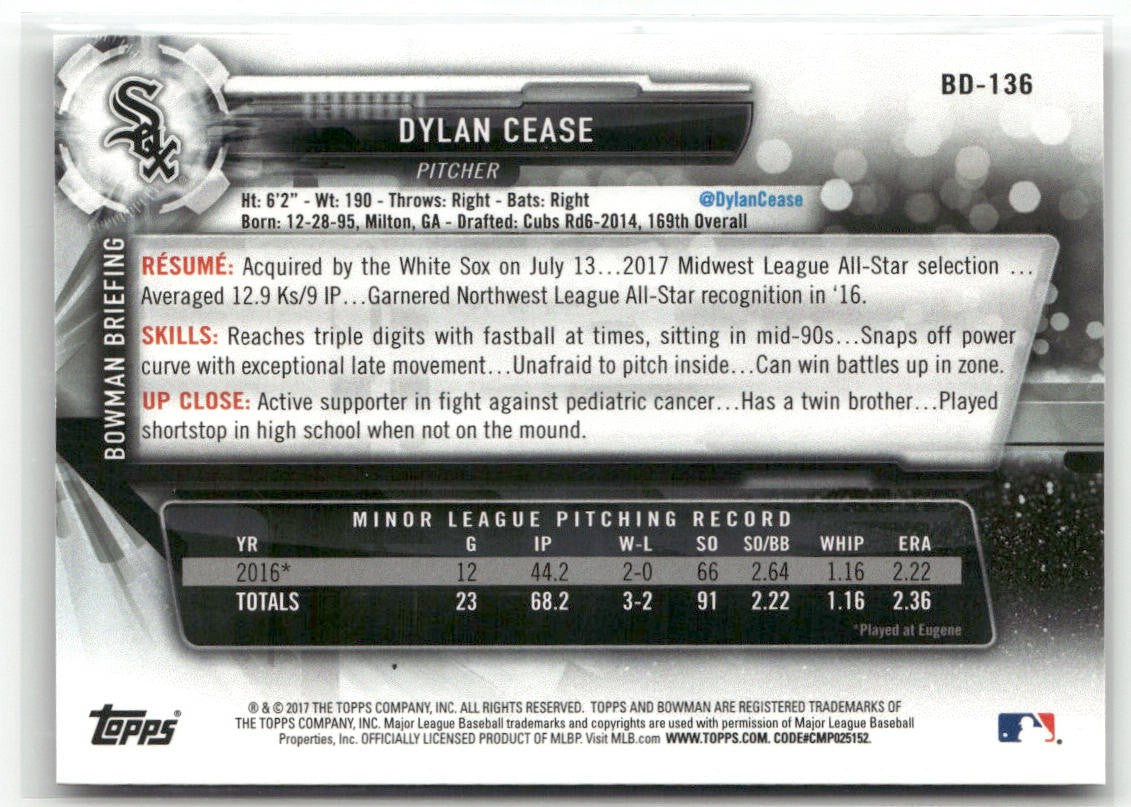 Sox
BD-136
DYLAN CEASE
PITCHER
Ht: 6'2" - Wt: 190 - Throws: Right - Bats: Right @DylanCease
Born: 12-28-95, Milton, GA - Drafted: Cubs Rd6-2014, 169th Overall
BOWMAN BRIEFING
RÉSUMÉ: Acquired by the White Sox on July 13...2017 Midwest League All-Star selection ...
Averaged 12.9 Ks/9 IP...Garnered Northwest League All-Star recognition in '16.
SKILLS: Reaches triple digits with fastball at times, sitting in mid-90s...Snaps off power
curve with exceptional late movement...Unafraid to pitch inside...Can win battles up in zone.
UP CLOSE: Active supporter in fight against pediatric cancer...Has a twin brother...Played
shortstop in high school when not on the mound.
MINOR LEAGUE PITCHING RECORD
YR G IP W-L SO SO/BB WHIP ERA
2016* 12 44.2 2-0 66 2.64 1.16 2.22
TOTALS 23 68.2 3-2 91 2.22 1.16 2.36
*Played at Eugene
TOPPS®
® & © 2017 THE TOPPS COMPANY, INC. ALL RIGHTS RESERVED. TOPPS AND BOWMAN ARE REGISTERED TRADEMARKS OF
THE TOPPS COMPANY, INC. Major League Baseball trademarks and copyrights are used with permission of Major League Baseball
Properties, Inc. OFFICIALLY LICENSED PRODUCT OF MLBP. Visit MLB.com WWW.TOPPS.COM. CODE#CMP025152.